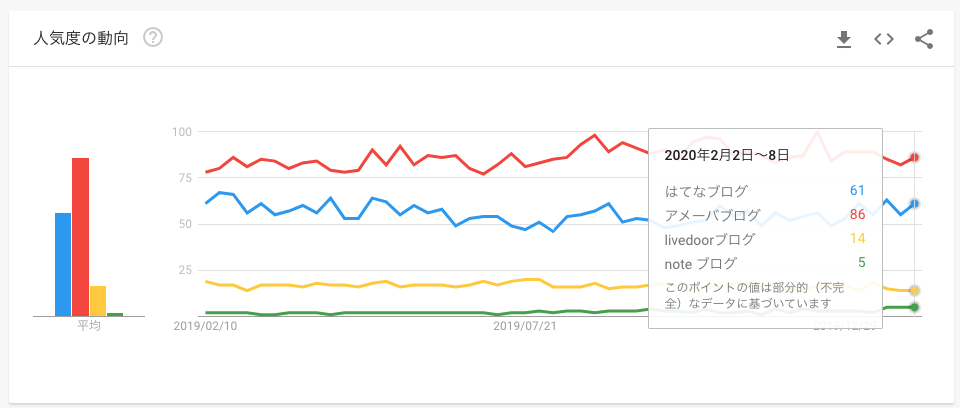 人気度の動向
100
75
50
25
平均
2019/02/10
2019/07/21
2020年2月2日〜8日
はてなブログ 61
アメーバブログ 86
livedoorブログ 14
note ブログ 5
このポイントの値は部分的（不完
全）なデータに基づいています